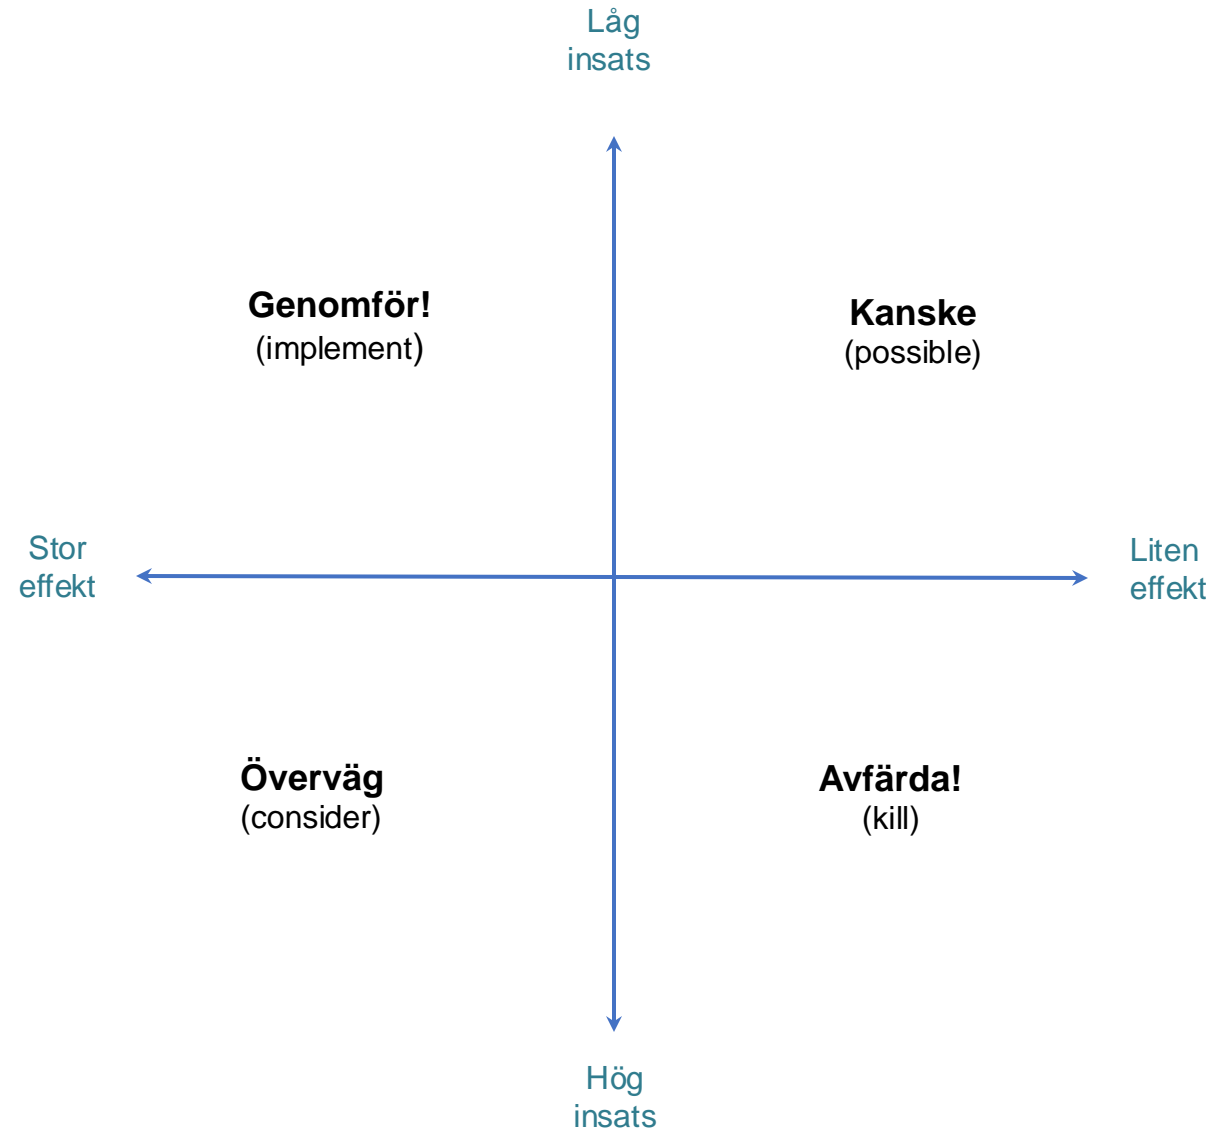 Låg
insats
Genomför!
(implement)
Kanske
(possible)
Stor
effekt
Liten
effekt
Överväg
(consider)
Avfärda!
(kill)
Hög
insats